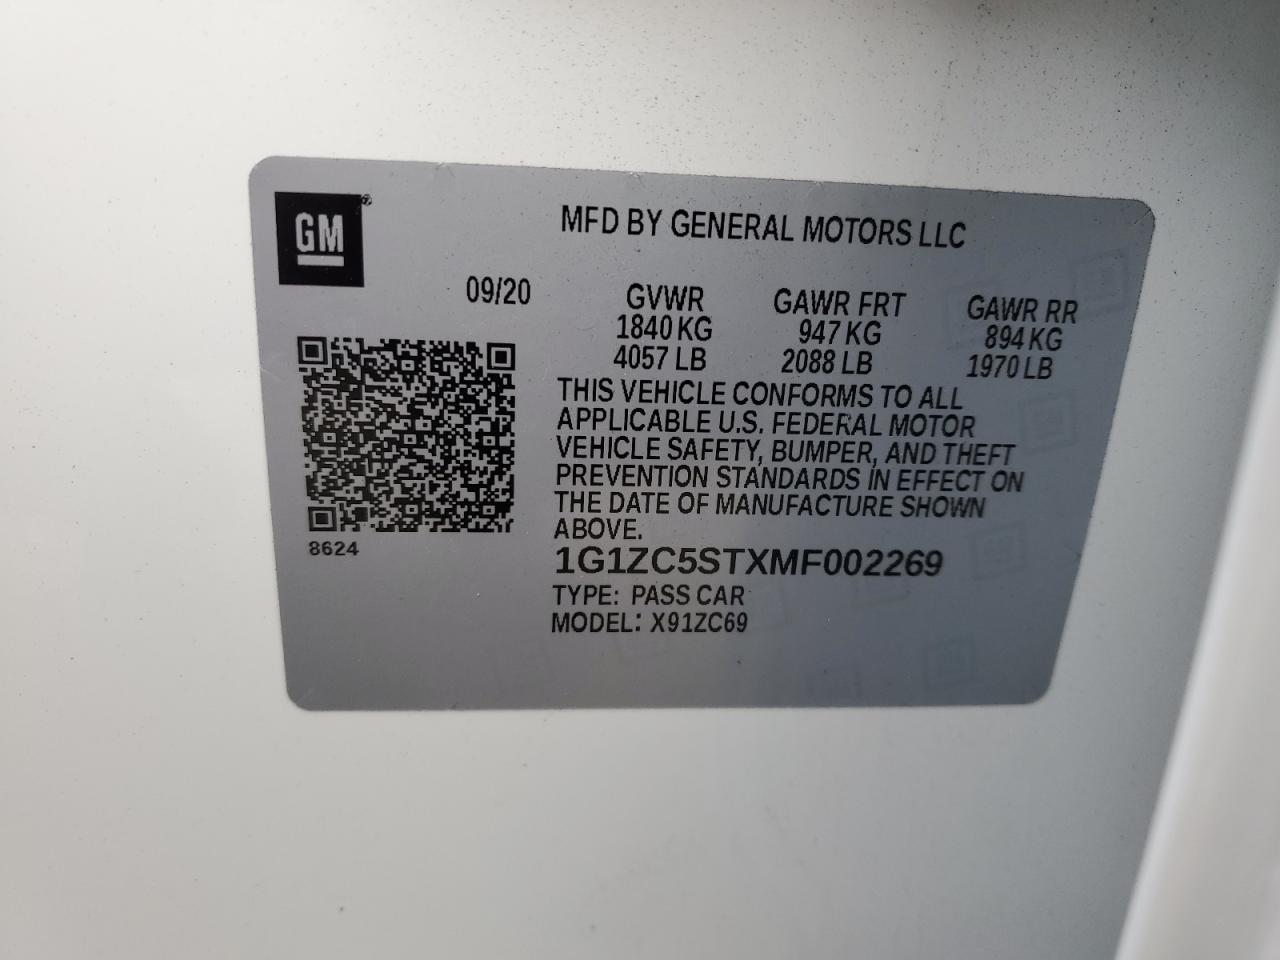 GM®
MFD BY GENERAL MOTORS LLC
09/20
GVWR GAWR FRT GAWR RR
1840 KG 947 KG 894 KG
4057 LB 2088 LB 1970 LB
THIS VEHICLE CONFORMS TO ALL
APPLICABLE U.S. FEDERAL MOTOR
VEHICLE SAFETY, BUMPER, AND THEFT
PREVENTION STANDARDS IN EFFECT ON
THE DATE OF MANUFACTURE SHOWN
ABOVE.
8624
1G1ZC5STXMF002269
TYPE: PASS CAR
MODEL: X91ZC69